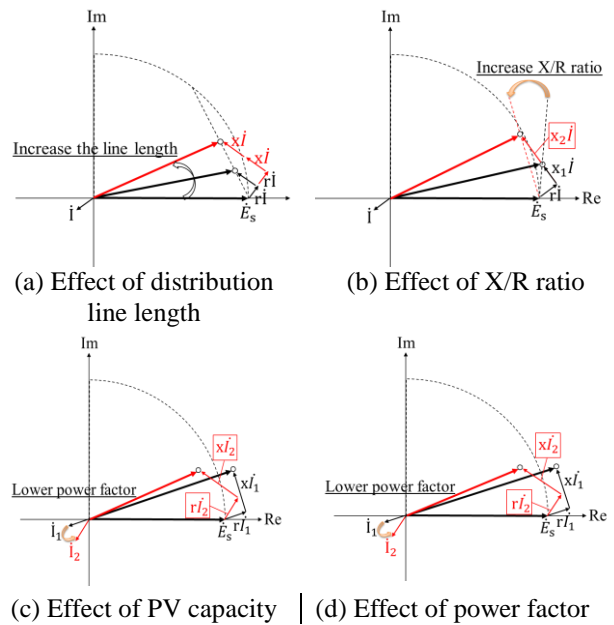 Im
Increase the line length
xİ
xİ
rİ
rİ
Ės
İ
(a) Effect of distribution
line length
Im
Increase X/R ratio
x₂İ
x₁İ
rİ
Ės
Re
İ
(b) Effect of X/R ratio
Im
Lower power factor
xİ₂
xİ₁
rİ₂
rİ₁
Ės
Re
İ₁
İ₂
(c) Effect of PV capacity
Im
Lower power factor
xİ₂
xİ₁
rİ₂
rİ₁
Ės
Re
İ₁
İ₂
(d) Effect of power factor